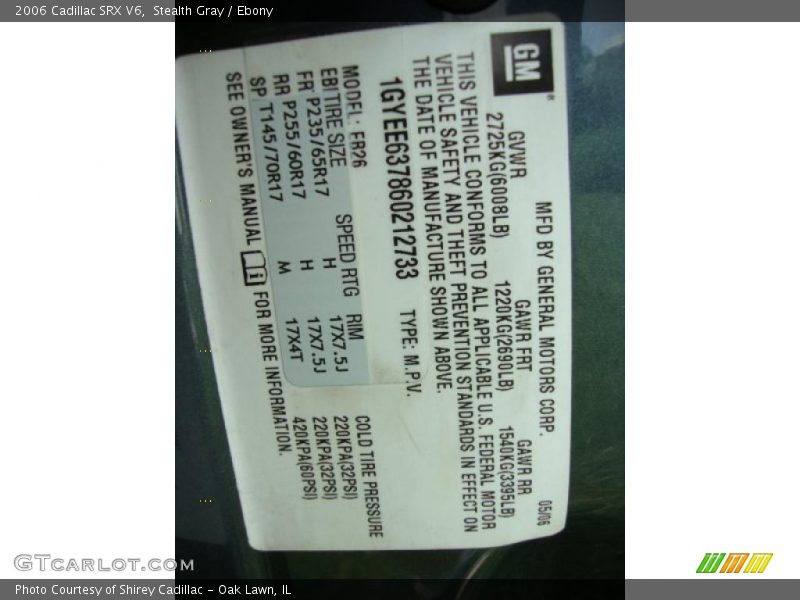 2006 Cadillac SRX V6,  Stealth Gray / Ebony
GM
MFD BY GENERAL MOTORS CORP.
05/06
GVWR GAWR FRT GAWR RR
2725KG(6008LB) 1220KG(2690LB) 1540KG(3395LB)
THIS VEHICLE CONFORMS TO ALL APPLICABLE U.S. FEDERAL MOTOR
VEHICLE SAFETY AND THEFT PREVENTION STANDARDS IN EFFECT ON
THE DATE OF MANUFACTURE SHOWN ABOVE.
1GYEE637860212733 TYPE: M.P.V.
MODEL: ER26
EBITIRE SIZE SPEED RTG RIM COLD TIRE PRESSURE
FR P235/65R17 H 17X7.5J 220KPA(32PSI)
RR P255/60R17 H 17X7.5J 220KPA(32PSI)
SP T145/70R17 M 17X4T 420KPA(60PSI)
SEE OWNER'S MANUAL i FOR MORE INFORMATION.
GTCarLot.com
Photo Courtesy of Shirey Cadillac - Oak Lawn, IL